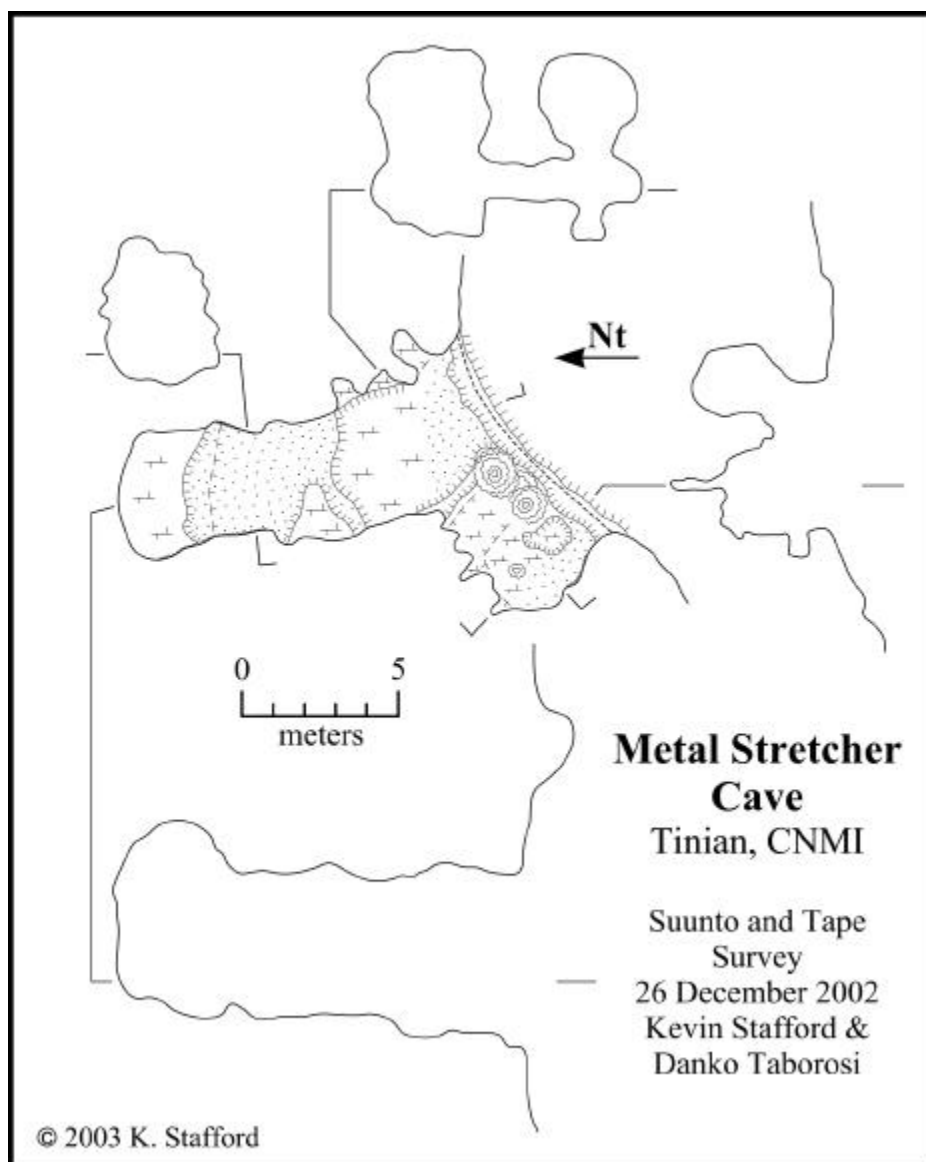 Nt
0 5
meters
Metal Stretcher
Cave
Tinian, CNMI
Suunto and Tape
Survey
26 December 2002
Kevin Stafford &
Danko Taborosi
© 2003 K. Stafford